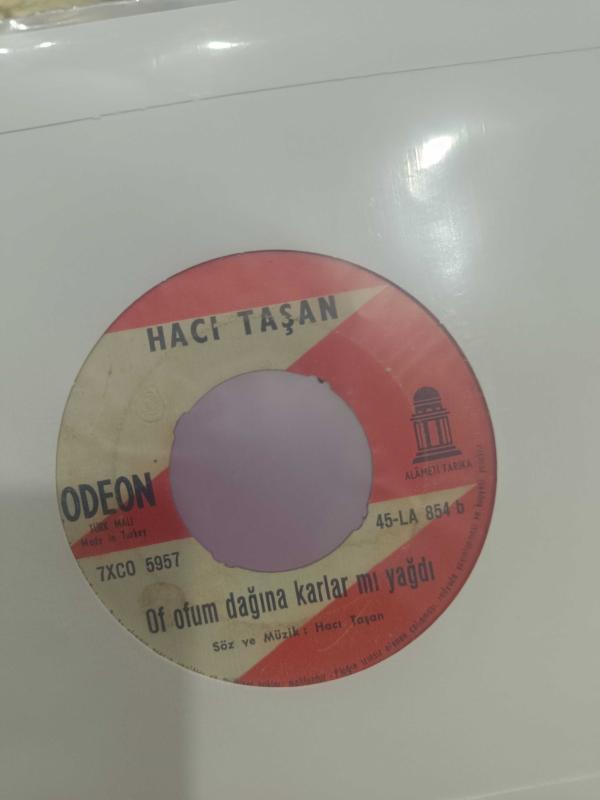 HACI TAŞAN
ALÂMETİ FARİKA
ODEON
TÜRK MALI
Made in Turkey
45-LA 854 b
7XCO 5957
Of ofum dağına karlar mı yağdı
Söz ve Müzik: Hacı Taşan